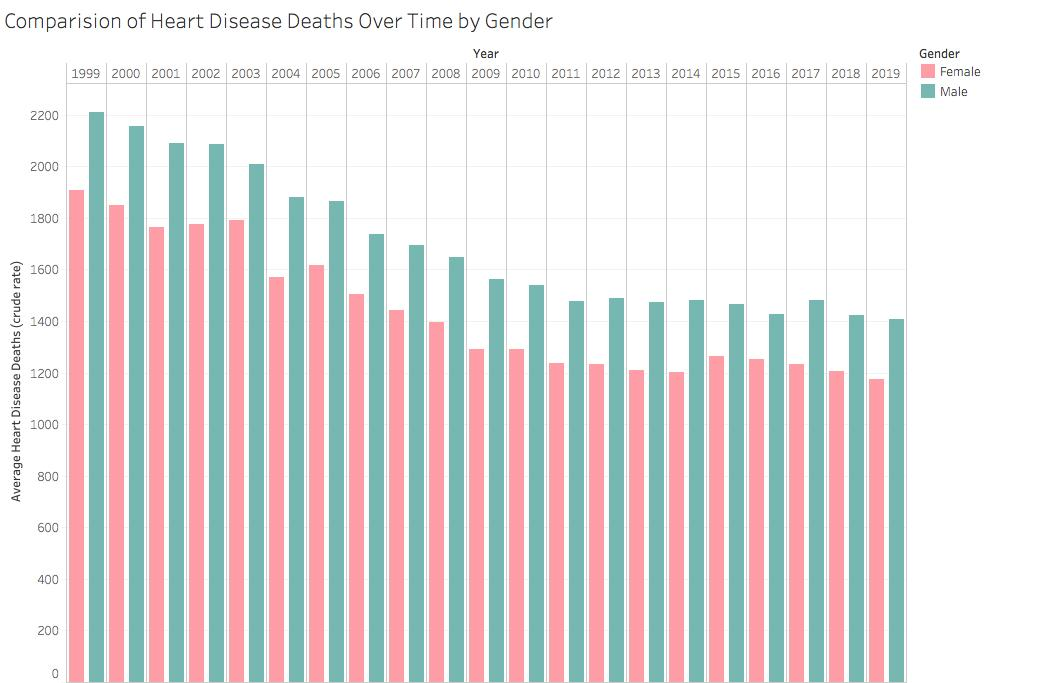 Comparision of Heart Disease Deaths Over Time by Gender
Year
1999 2000 2001 2002 2003 2004 2005 2006 2007 2008 2009 2010 2011 2012 2013 2014 2015 2016 2017 2018 2019
Gender
Female
Male
Average Heart Disease Deaths (crude rate)
2200
2000
1800
1600
1400
1200
1000
800
600
400
200
0